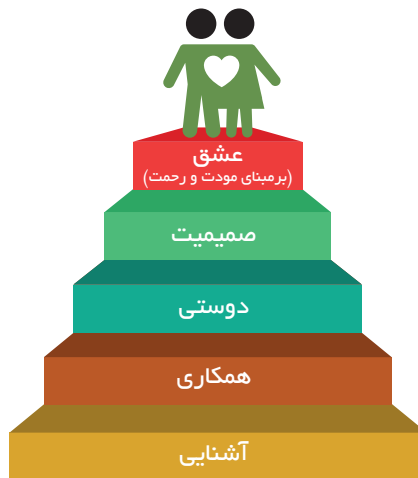 عشق
(برمبنای مودت و رحمت)
صمیمیت
دوستی
همکاری
آشنایی